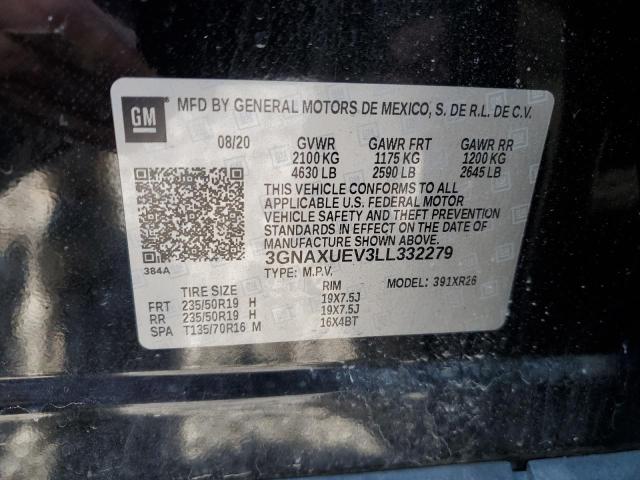 GM MFD BY GENERAL MOTORS DE MEXICO, S. DE R.L. DE C.V.
08/20 GVWR GAWR FRT GAWR RR
2100 KG 1175 KG 1200 KG
4630 LB 2590 LB 2645 LB
THIS VEHICLE CONFORMS TO ALL
APPLICABLE U.S. FEDERAL MOTOR
VEHICLE SAFETY AND THEFT PREVENTION
STANDARDS IN EFFECT ON THE DATE OF
MANUFACTURE SHOWN ABOVE.
384A
3GNAXUEV3LL332279
TYPE: M.P.V. MODEL: 391XR26
TIRE SIZE RIM
FRT 235/50R19 H 19X7.5J
RR 235/50R19 H 19X7.5J
SPA T135/70R16 M 16X4BT